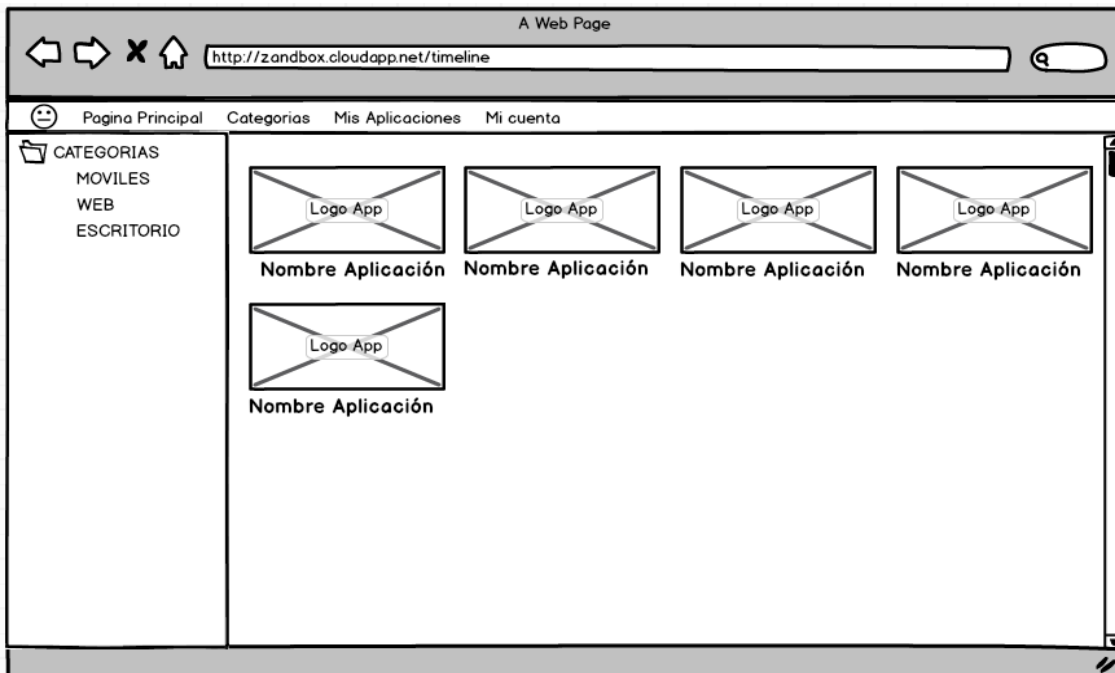 A Web Page
http://zandbox.cloudapp.net/timeline
Pagina Principal Categorias Mis Aplicaciones Mi cuenta
CATEGORIAS
MOVILES
WEB
ESCRITORIO
Logo App Logo App Logo App Logo App
Nombre Aplicación Nombre Aplicación Nombre Aplicación Nombre Aplicación
Logo App
Nombre Aplicación